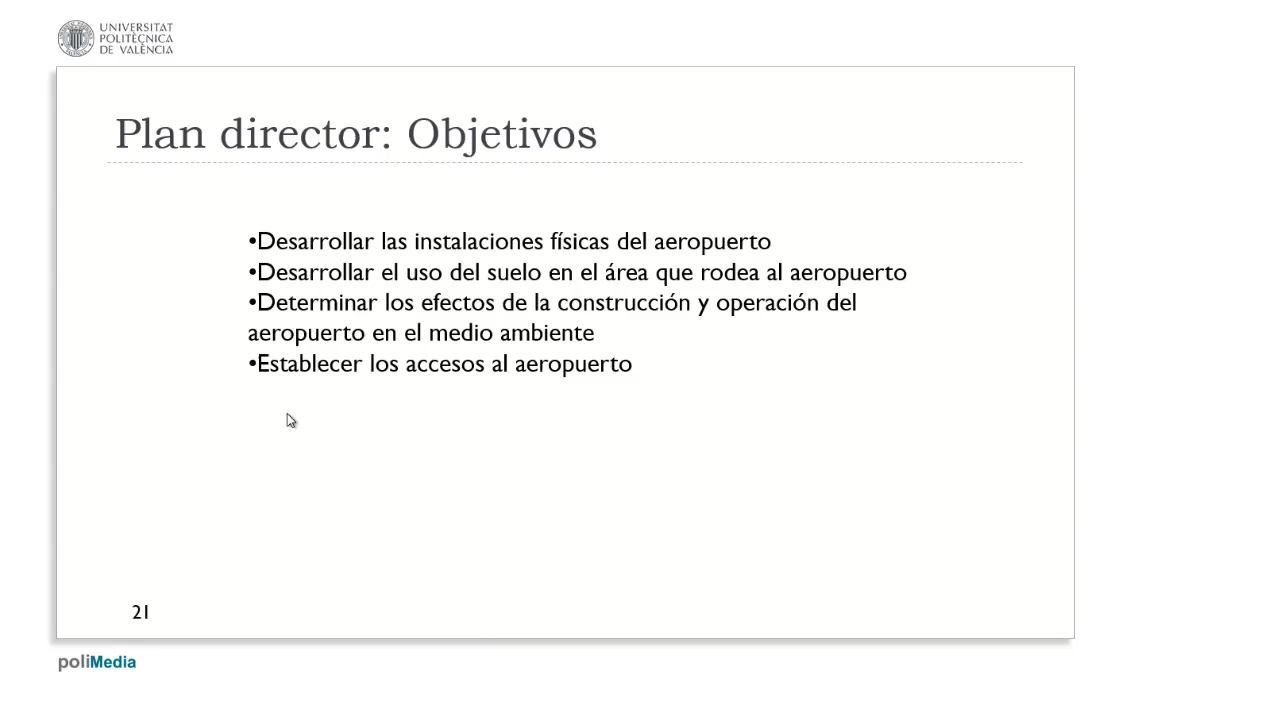 UNIVERSITAT
POLITÈCNICA
DE VALÈNCIA
Plan director: Objetivos
•Desarrollar las instalaciones físicas del aeropuerto
•Desarrollar el uso del suelo en el área que rodea al aeropuerto
•Determinar los efectos de la construcción y operación del
aeropuerto en el medio ambiente
•Establecer los accesos al aeropuerto
21
poliMedia